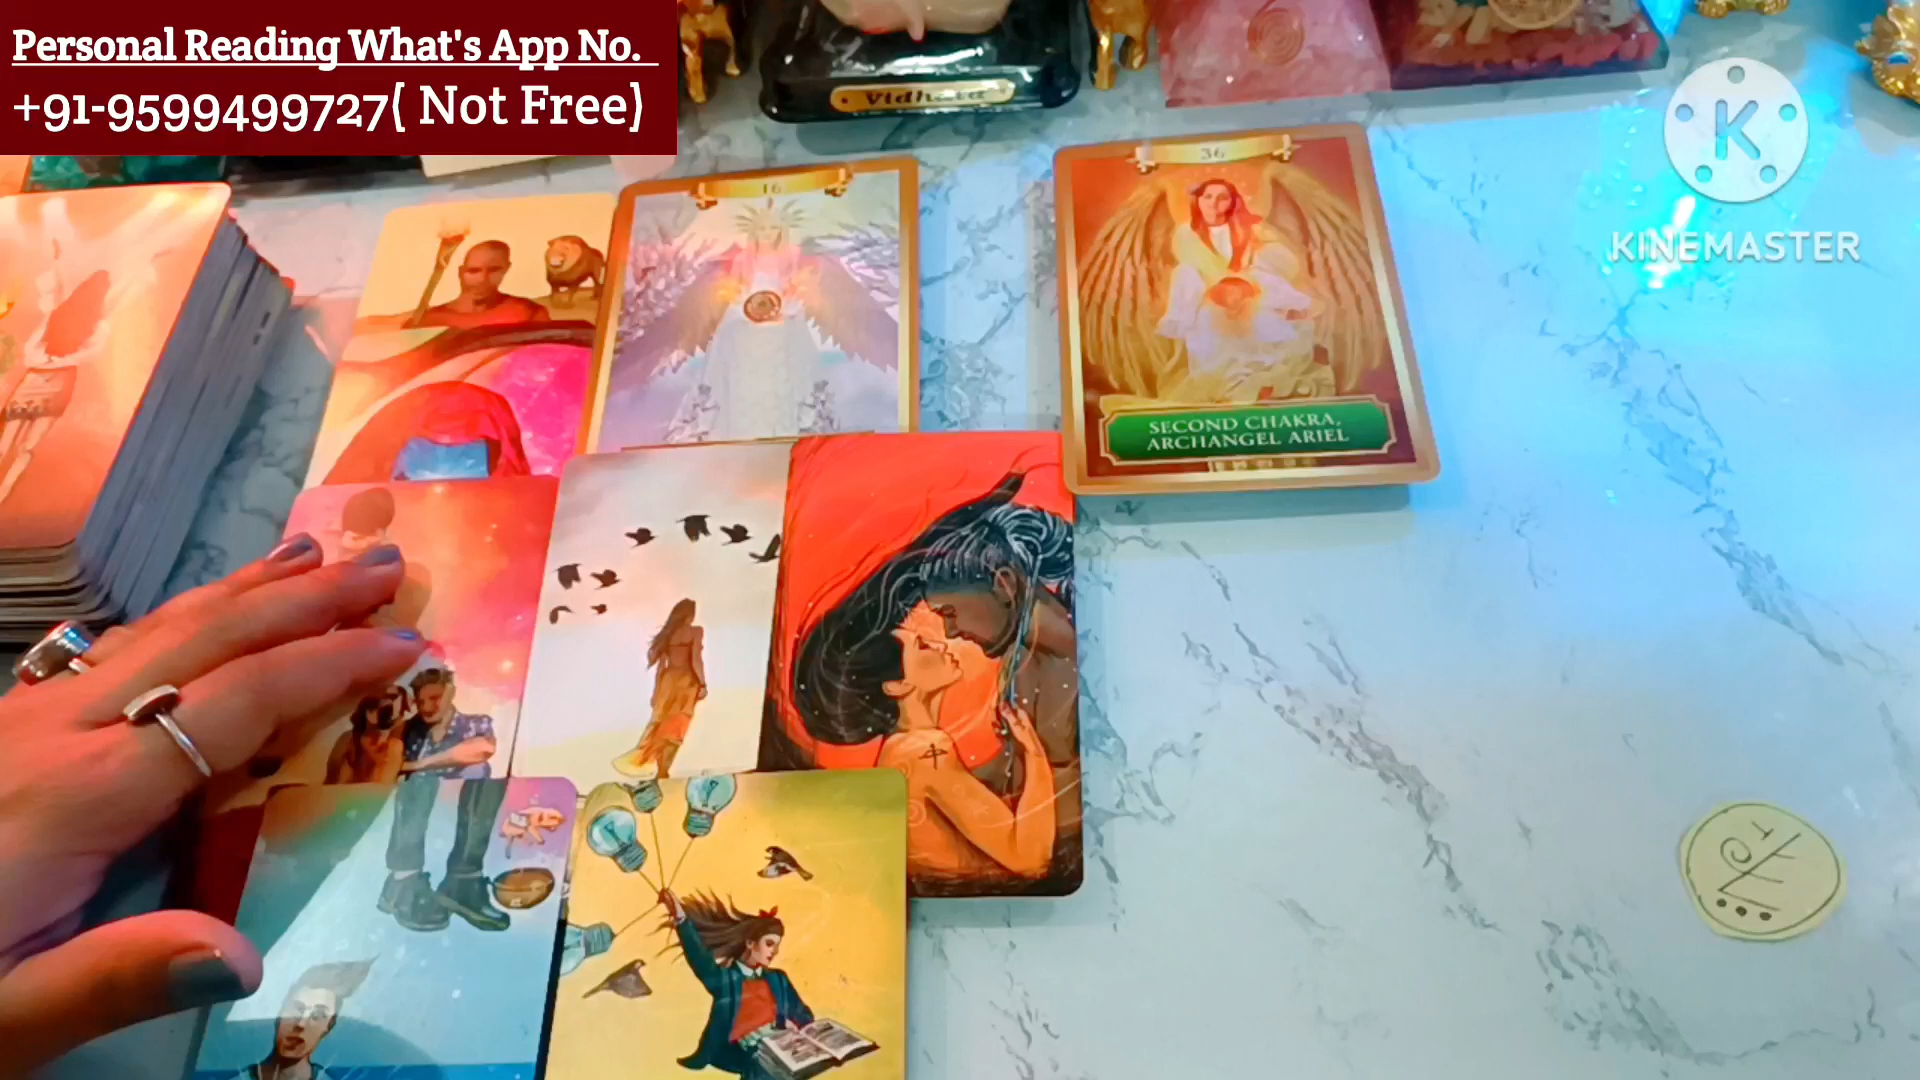 Personal Reading What's App No.
+91-9599499727( Not Free)
Vidhata
16
36
K
KINEMASTER
SECOND CHAKRA,
ARCHANGEL ARIEL